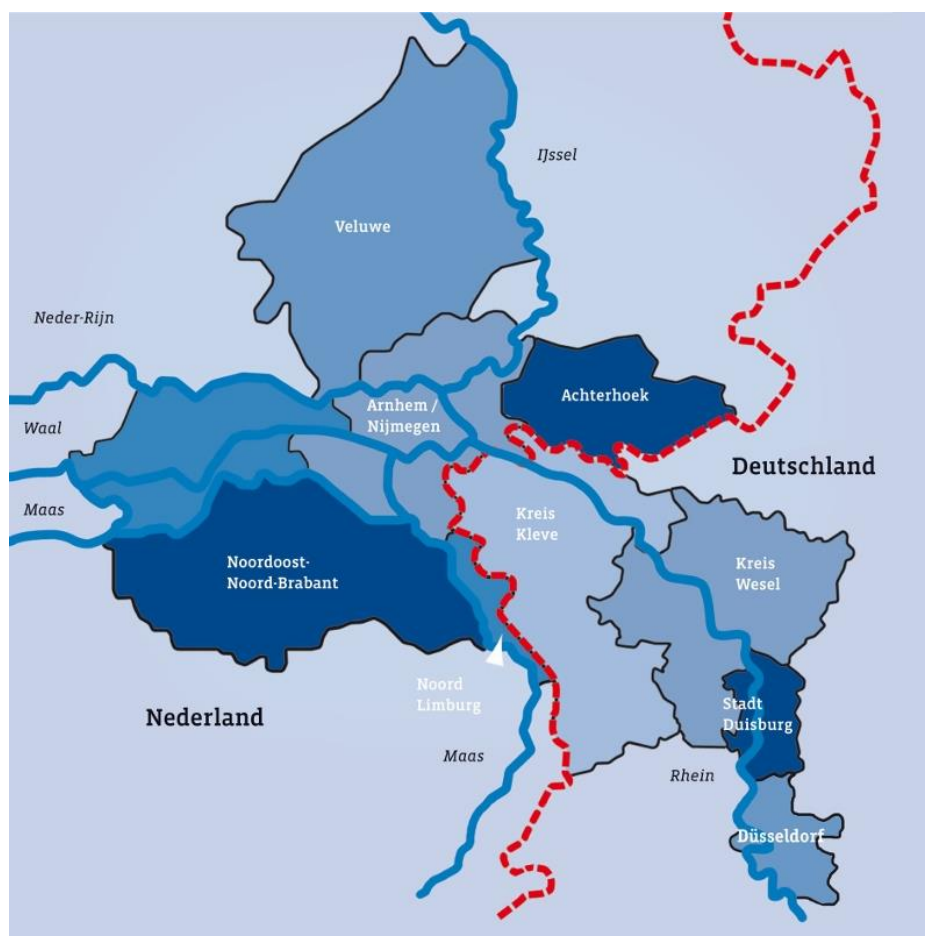 IJssel
Veluwe
Neder-Rijn
Achterhoek
Arnhem /
Nijmegen
Waal
Deutschland
Maas
Kreis
Kleve
Noordoost-
Noord-Brabant
Kreis
Wesel
Noord
Limburg
Stadt
Duisburg
Nederland
Maas
Rhein
Düsseldorf